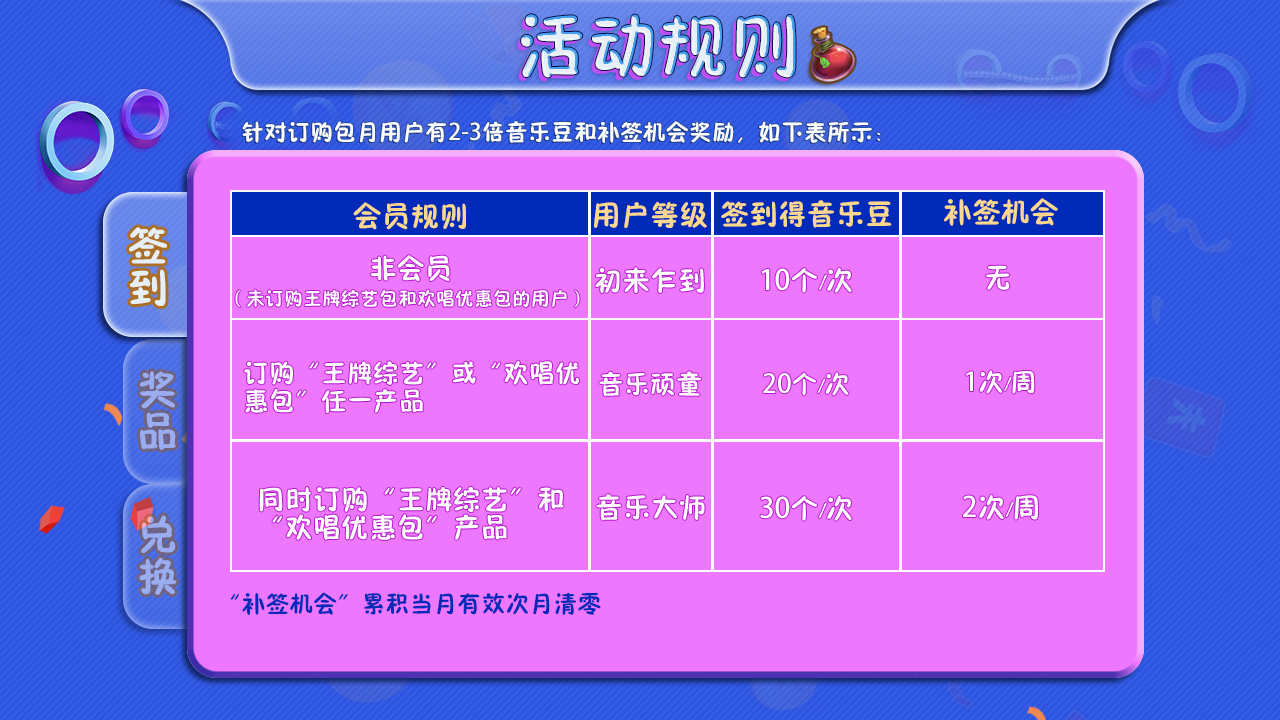 活动规则
针对订购包月用户有2-3倍音乐豆和补签机会奖励，如下表所示：
签到
奖品
兑换
会员规则 用户等级 签到得音乐豆 补签机会
非会员
（未订购王牌综艺包和欢唱优惠包的用户）
初来乍到 10个/次 无
订购“王牌综艺”或“欢唱优
惠包”任一产品
音乐顽童 20个/次 1次/周
同时订购“王牌综艺”和
“欢唱优惠包”产品
音乐大师 30个/次 2次/周
“补签机会”累积当月有效次月清零